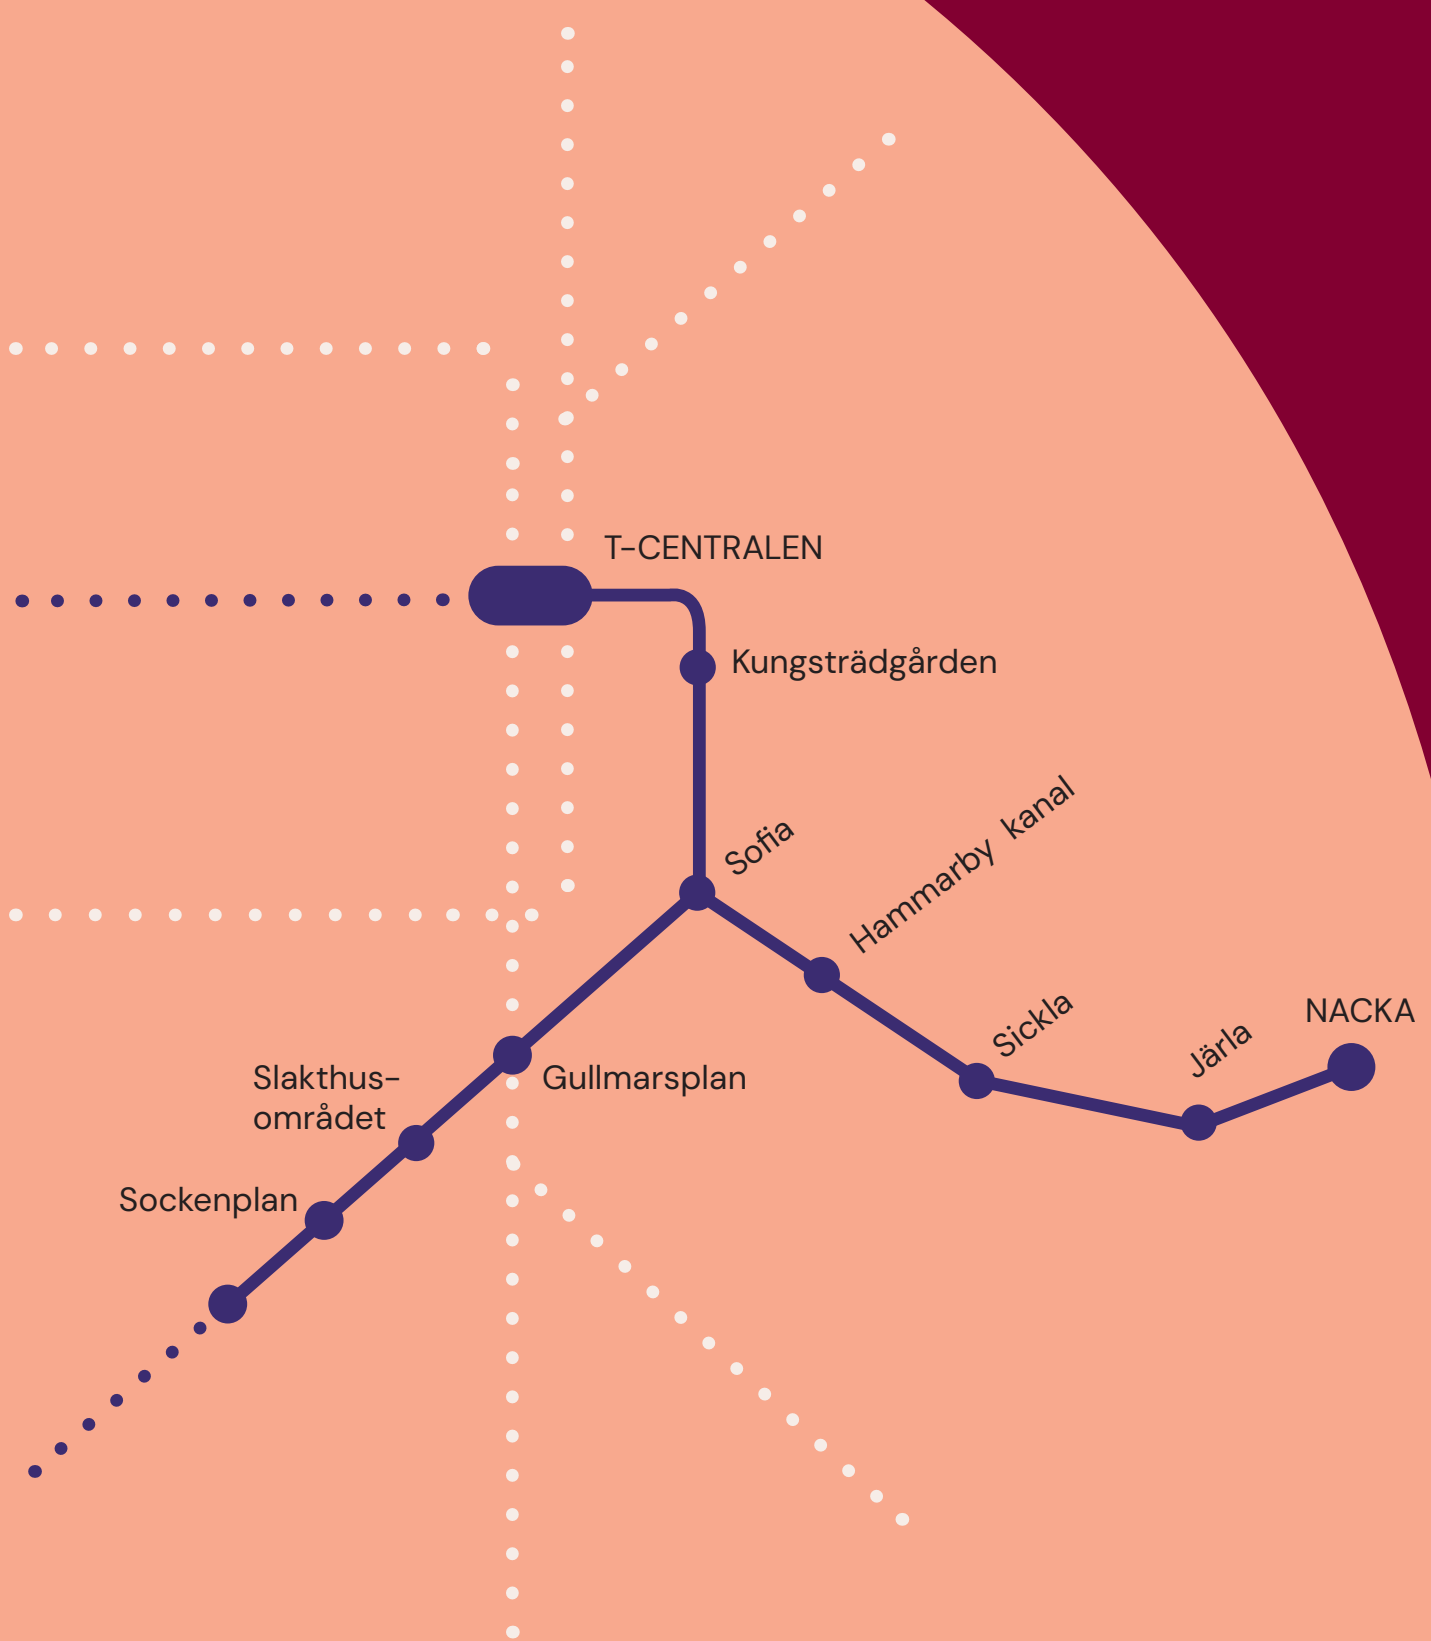 T-CENTRALEN
Kungsträdgården
Sofia
Hammarby kanal
Sickla
Järla
NACKA
Gullmarsplan
Slakthus-
området
Sockenplan